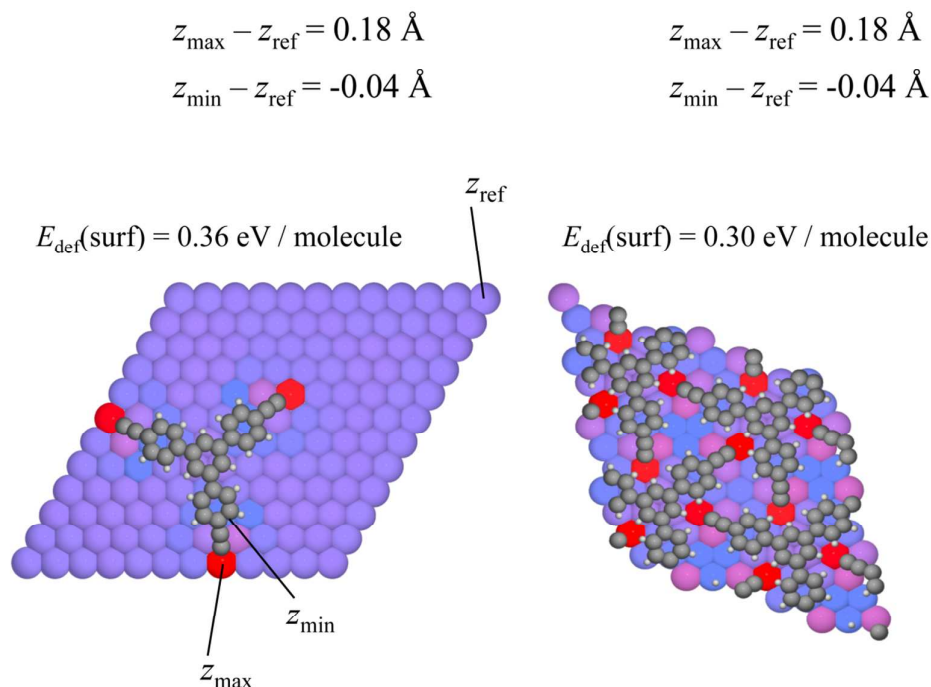 z_max – z_ref = 0.18 Å
z_max – z_ref = 0.18 Å
z_min – z_ref = -0.04 Å
z_min – z_ref = -0.04 Å
z_ref
E_def(surf) = 0.36 eV / molecule
E_def(surf) = 0.30 eV / molecule
z_min
z_max